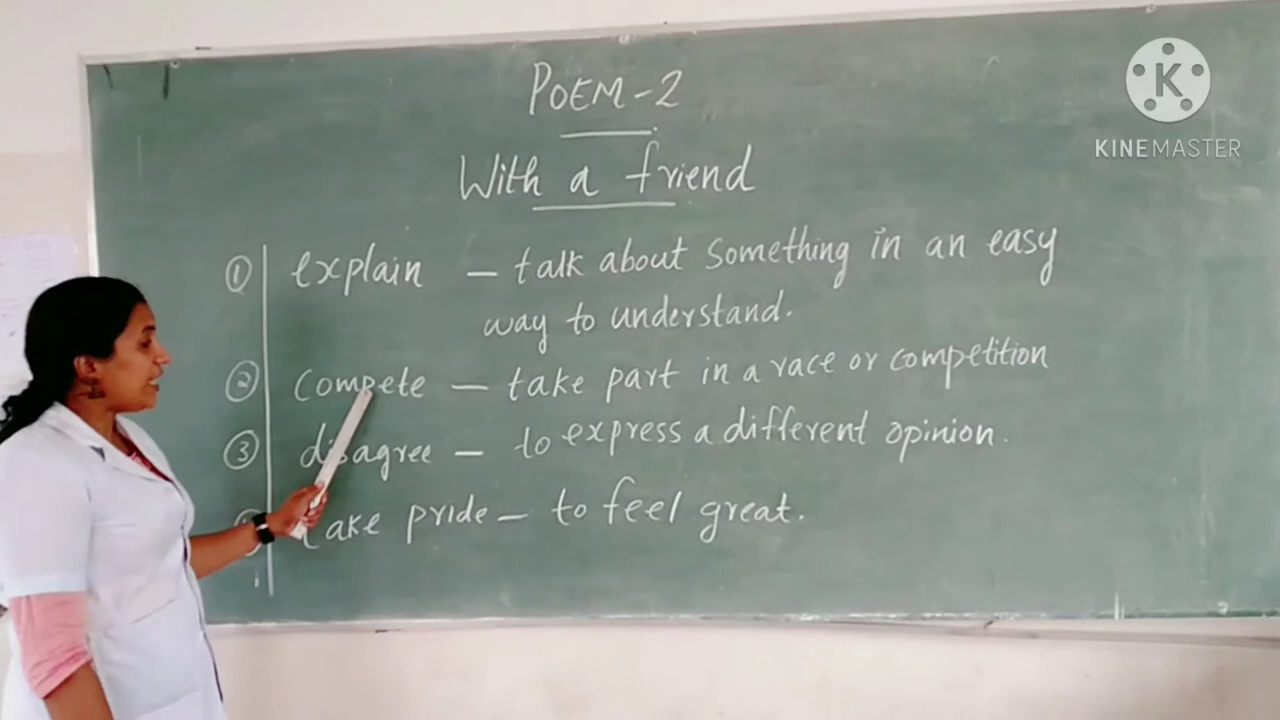 POEM-2
With a friend
① explain – talk about something in an easy
way to understand.
② compete – take part in a race or competition
③ disagree – to express a different opinion.
take pride – to feel great.
K
KINEMASTER